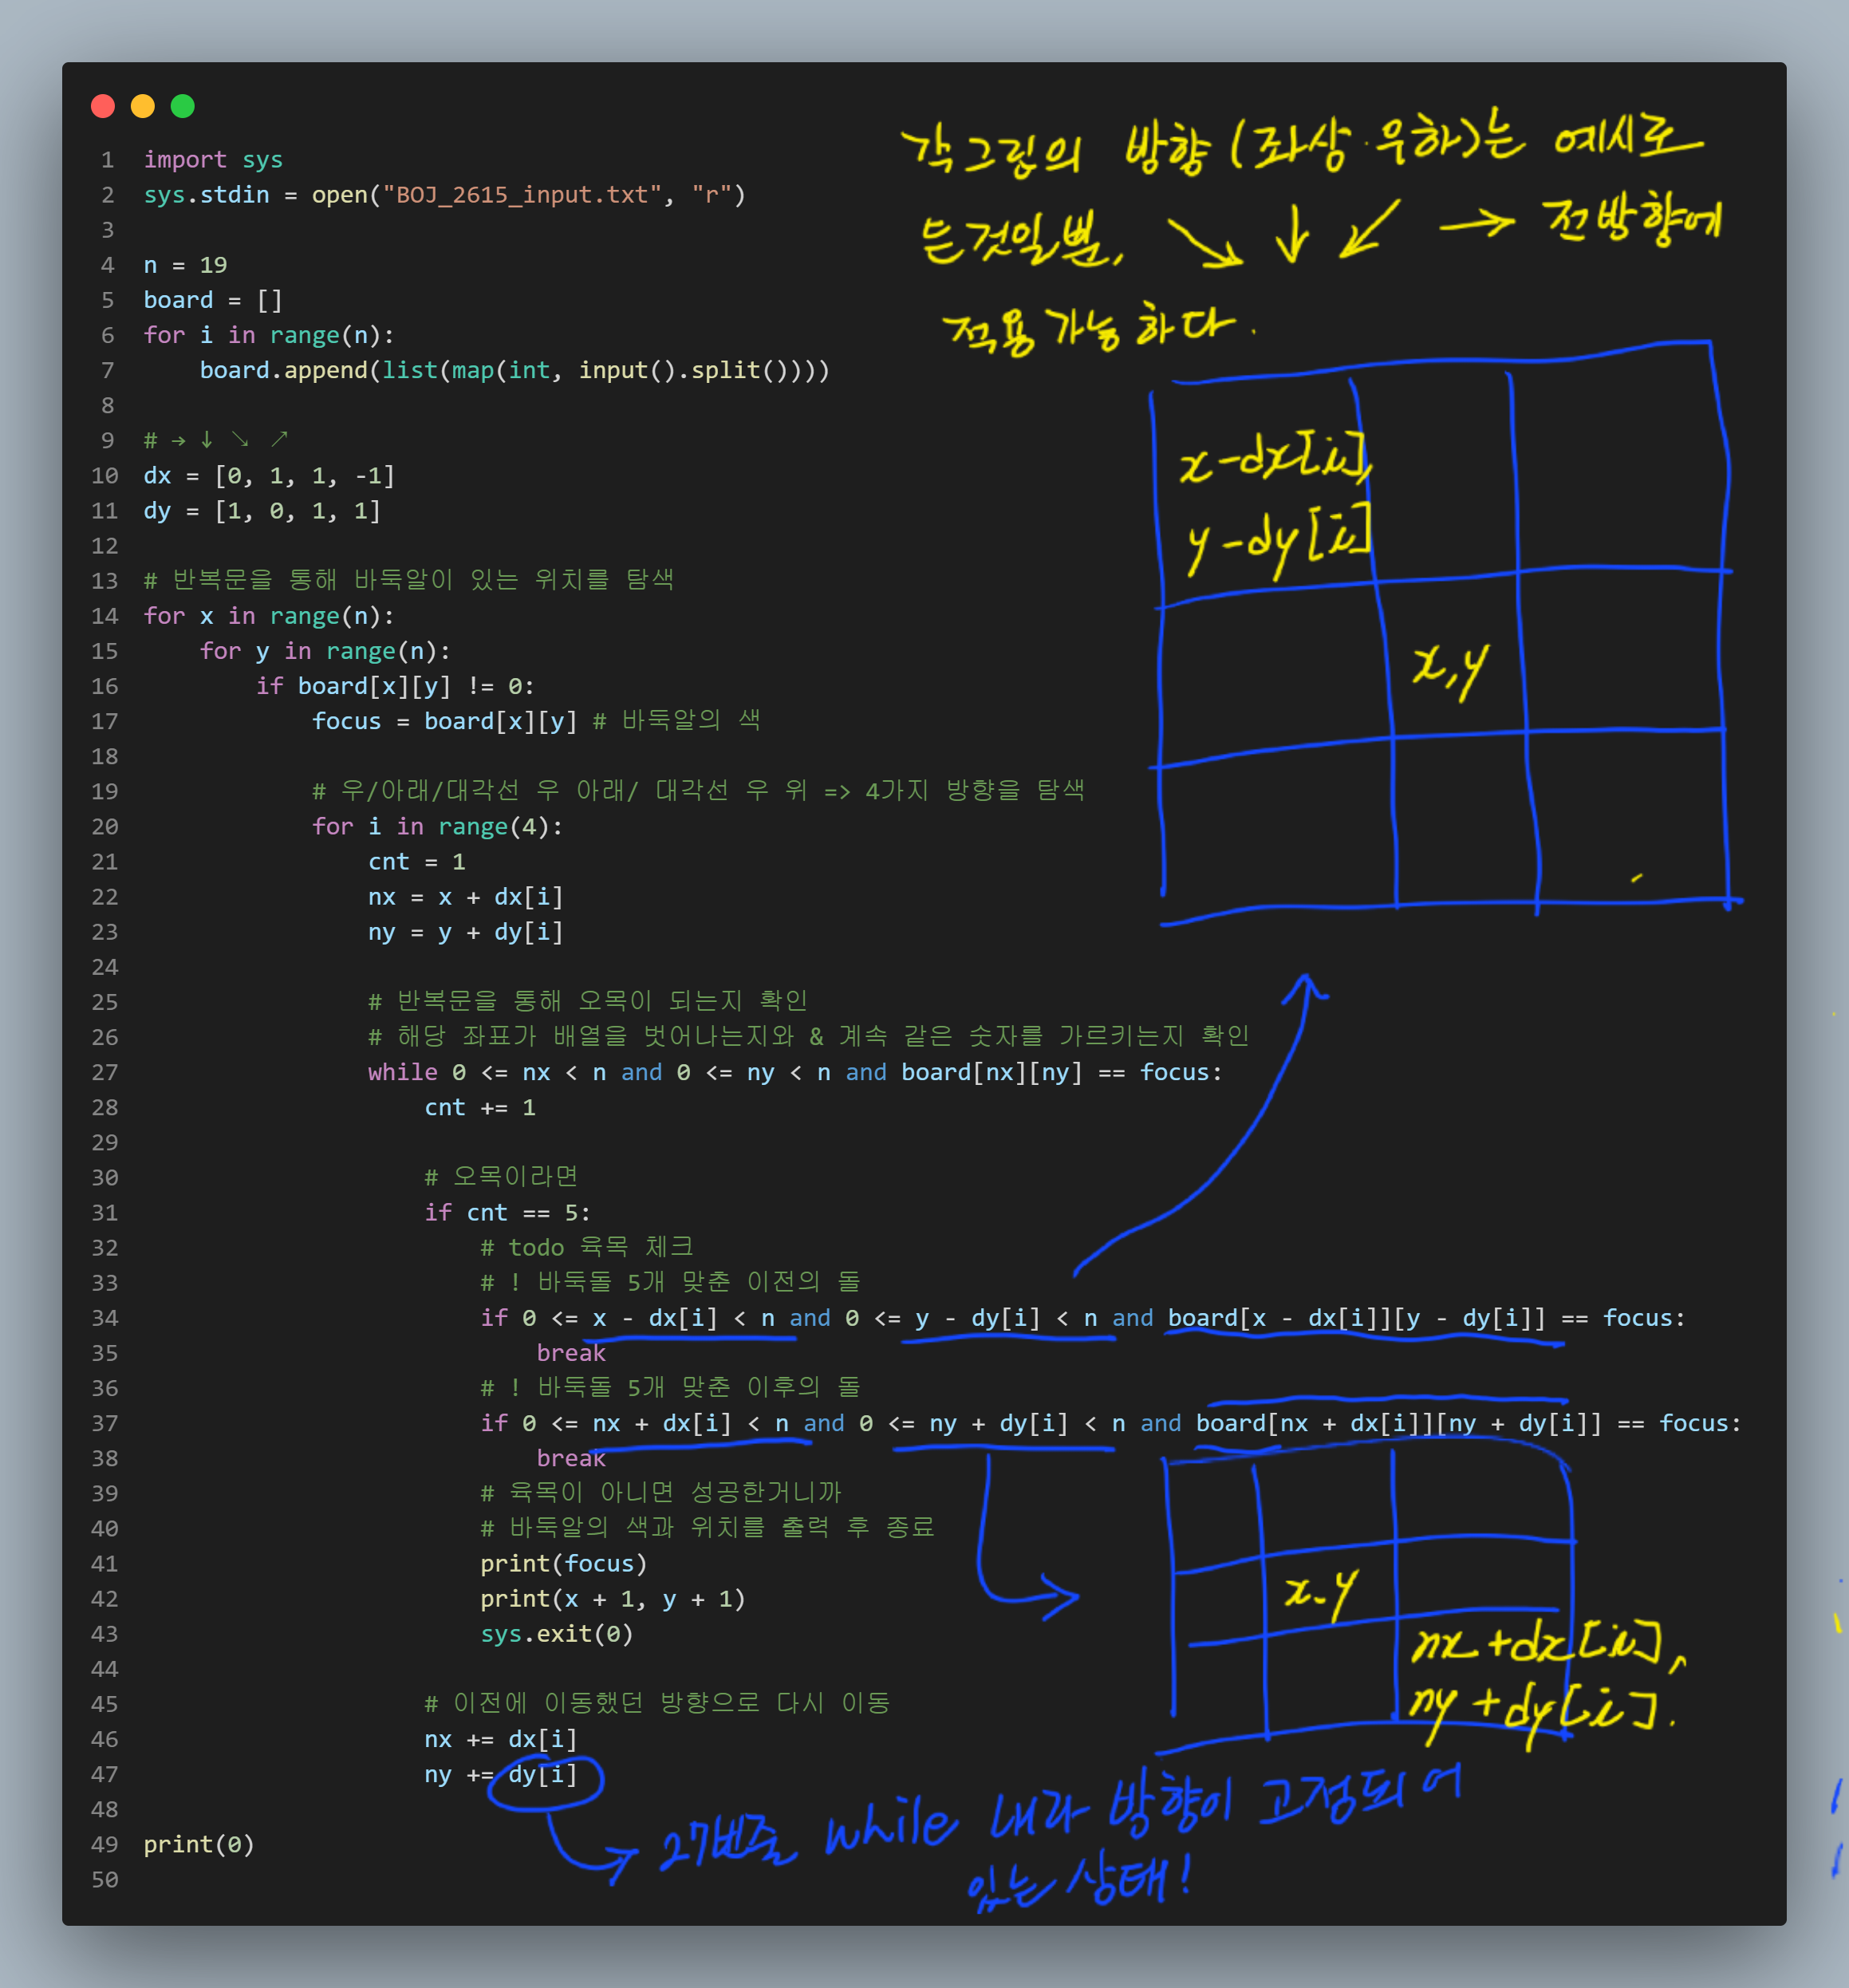 각 그림의 방향(좌상·우하)는 예시로
든것일뿐, ↘ ↓ ↙ → 전방향에
적용 가능하다.
1 import sys
2 sys.stdin = open("BOJ_2615_input.txt", "r")
3
4 n = 19
5 board = []
6 for i in range(n):
7     board.append(list(map(int, input().split())))
8
9 # → ↓ ↘ ↗
10 dx = [0, 1, 1, -1]
11 dy = [1, 0, 1, 1]
12
13 # 반복문을 통해 바둑알이 있는 위치를 탐색
14 for x in range(n):
15     for y in range(n):
16         if board[x][y] != 0:
17             focus = board[x][y] # 바둑알의 색
18
19             # 우/아래/대각선 우 아래/ 대각선 우 위 => 4가지 방향을 탐색
20             for i in range(4):
21                 cnt = 1
22                 nx = x + dx[i]
23                 ny = y + dy[i]
24
25                 # 반복문을 통해 오목이 되는지 확인
26                 # 해당 좌표가 배열을 벗어나는지와 & 계속 같은 숫자를 가르키는지 확인
27                 while 0 <= nx < n and 0 <= ny < n and board[nx][ny] == focus:
28                     cnt += 1
29
30                     # 오목이라면
31                     if cnt == 5:
32                         # todo 육목 체크
33                         # ! 바둑돌 5개 맞춘 이전의 돌
34                         if 0 <= x - dx[i] < n and 0 <= y - dy[i] < n and board[x - dx[i]][y - dy[i]] == focus:
35                             break
36                         # ! 바둑돌 5개 맞춘 이후의 돌
37                         if 0 <= nx + dx[i] < n and 0 <= ny + dy[i] < n and board[nx + dx[i]][ny + dy[i]] == focus:
38                             break
39                         # 육목이 아니면 성공한거니까
40                         # 바둑알의 색과 위치를 출력 후 종료
41                         print(focus)
42                         print(x + 1, y + 1)
43                         sys.exit(0)
44
45                     # 이전에 이동했던 방향으로 다시 이동
46                     nx += dx[i]
47                     ny += dy[i]
48
49 print(0)
50
x-dx[i],
y-dy[i]
x,y
x,y
nx+dx[i],
ny+dy[i].
27번줄 while 내라 방향이 고정되어
있는 상태!